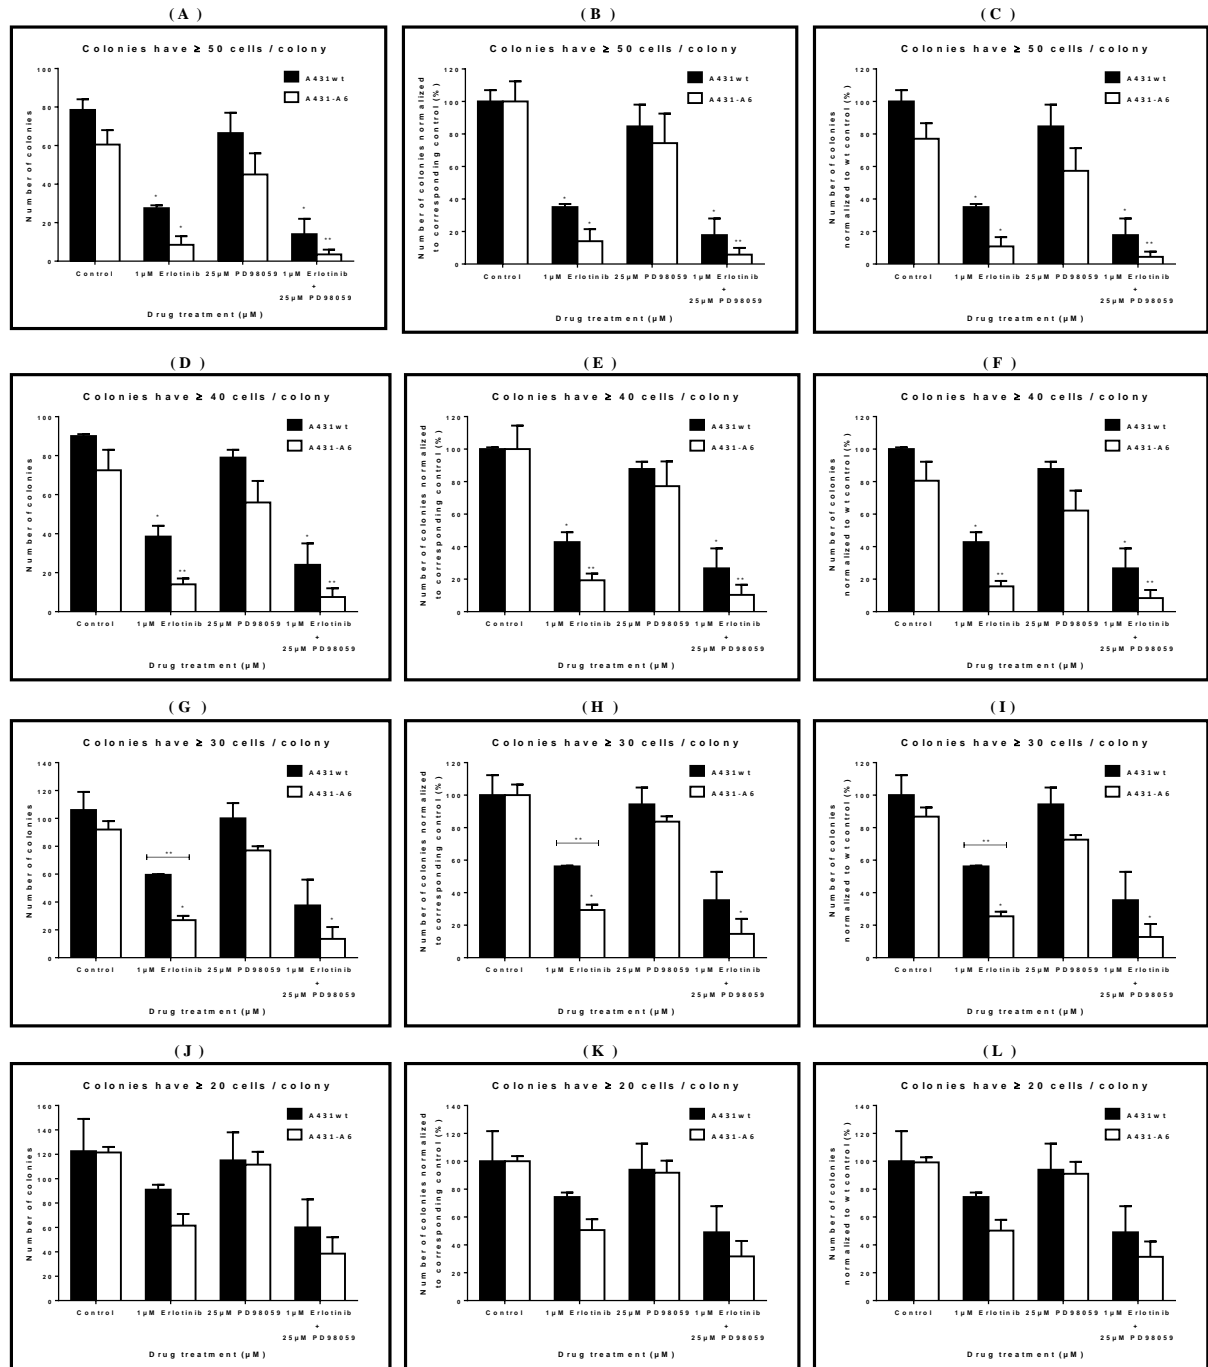 (A)
Colonies have ≥ 50 cells / colony
Number of colonies
100
80
60
40
20
0
A431wt
A431-A6
*
*
*
**
Control
1µM Erlotinib
25µM PD98059
1µM Erlotinib
+
25µM PD98059
Drug treatment (µM)
(B)
Colonies have ≥ 50 cells / colony
Number of colonies normalized
to corresponding control (%)
120
100
80
60
40
20
0
A431wt
A431-A6
*
*
*
**
Control
1µM Erlotinib
25µM PD98059
1µM Erlotinib
+
25µM PD98059
Drug treatment (µM)
(C)
Colonies have ≥ 50 cells / colony
Number of colonies
normalized to wt control (%)
120
100
80
60
40
20
0
A431wt
A431-A6
*
*
*
**
Control
1µM Erlotinib
25µM PD98059
1µM Erlotinib
+
25µM PD98059
Drug treatment (µM)
(D)
Colonies have ≥ 40 cells / colony
Number of colonies
100
80
60
40
20
0
A431wt
A431-A6
*
**
*
**
Control
1µM Erlotinib
25µM PD98059
1µM Erlotinib
+
25µM PD98059
Drug treatment (µM)
(E)
Colonies have ≥ 40 cells / colony
Number of colonies normalized
to corresponding control (%)
120
100
80
60
40
20
0
A431wt
A431-A6
*
**
*
**
Control
1µM Erlotinib
25µM PD98059
1µM Erlotinib
+
25µM PD98059
Drug treatment (µM)
(F)
Colonies have ≥ 40 cells / colony
Number of colonies
normalized to wt control (%)
120
100
80
60
40
20
0
A431wt
A431-A6
*
**
*
**
Control
1µM Erlotinib
25µM PD98059
1µM Erlotinib
+
25µM PD98059
Drug treatment (µM)
(G)
Colonies have ≥ 30 cells / colony
Number of colonies
140
120
100
80
60
40
20
0
A431wt
A431-A6
**
*
*
Control
1µM Erlotinib
25µM PD98059
1µM Erlotinib
+
25µM PD98059
Drug treatment (µM)
(H)
Colonies have ≥ 30 cells / colony
Number of colonies normalized
to corresponding control (%)
120
100
80
60
40
20
0
A431wt
A431-A6
**
*
*
Control
1µM Erlotinib
25µM PD98059
1µM Erlotinib
+
25µM PD98059
Drug treatment (µM)
(I)
Colonies have ≥ 30 cells / colony
Number of colonies
normalized to wt control (%)
120
100
80
60
40
20
0
A431wt
A431-A6
**
*
*
Control
1µM Erlotinib
25µM PD98059
1µM Erlotinib
+
25µM PD98059
Drug treatment (µM)
(J)
Colonies have ≥ 20 cells / colony
Number of colonies
160
140
120
100
80
60
40
20
0
A431wt
A431-A6
Control
1µM Erlotinib
25µM PD98059
1µM Erlotinib
+
25µM PD98059
Drug treatment (µM)
(K)
Colonies have ≥ 20 cells / colony
Number of colonies normalized
to corresponding control (%)
140
120
100
80
60
40
20
0
A431wt
A431-A6
Control
1µM Erlotinib
25µM PD98059
1µM Erlotinib
+
25µM PD98059
Drug treatment (µM)
(L)
Colonies have ≥ 20 cells / colony
Number of colonies
normalized to wt control (%)
140
120
100
80
60
40
20
0
A431wt
A431-A6
Control
1µM Erlotinib
25µM PD98059
1µM Erlotinib
+
25µM PD98059
Drug treatment (µM)